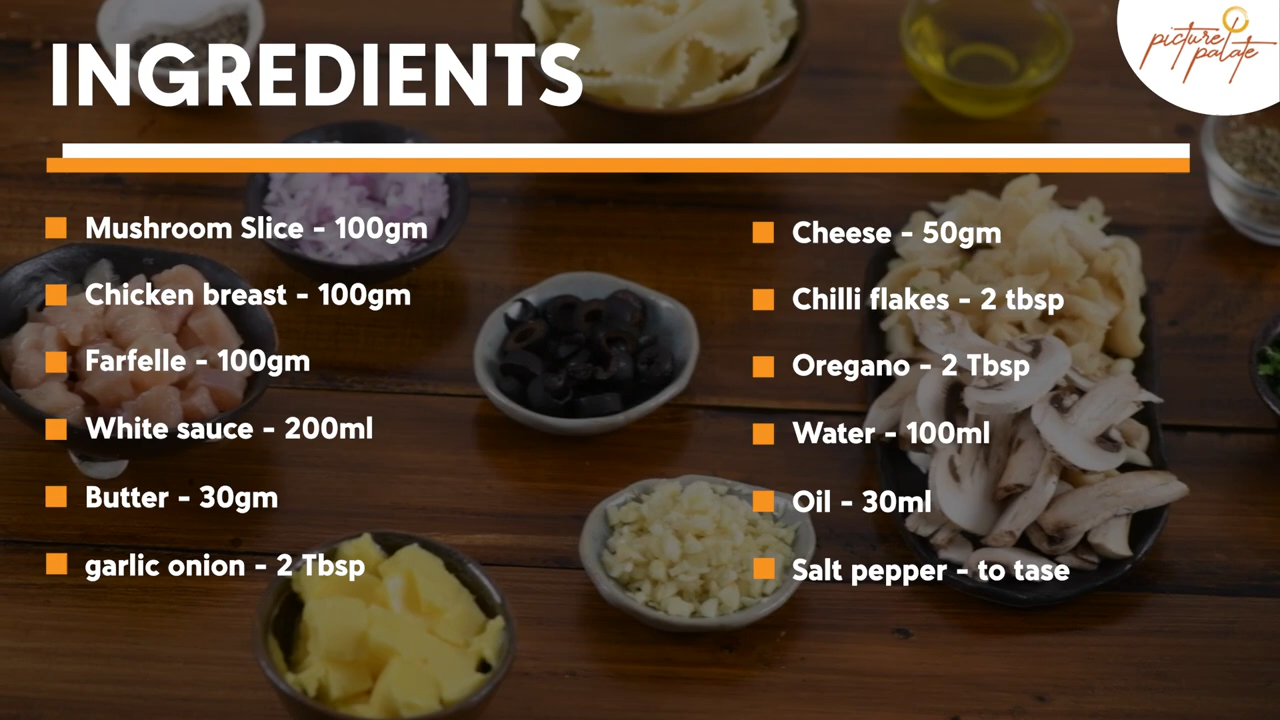 INGREDIENTS
picture palate
Mushroom Slice - 100gm
Chicken breast - 100gm
Farfelle - 100gm
White sauce - 200ml
Butter - 30gm
garlic onion - 2 Tbsp
Cheese - 50gm
Chilli flakes - 2 tbsp
Oregano - 2 Tbsp
Water - 100ml
Oil - 30ml
Salt pepper - to tase